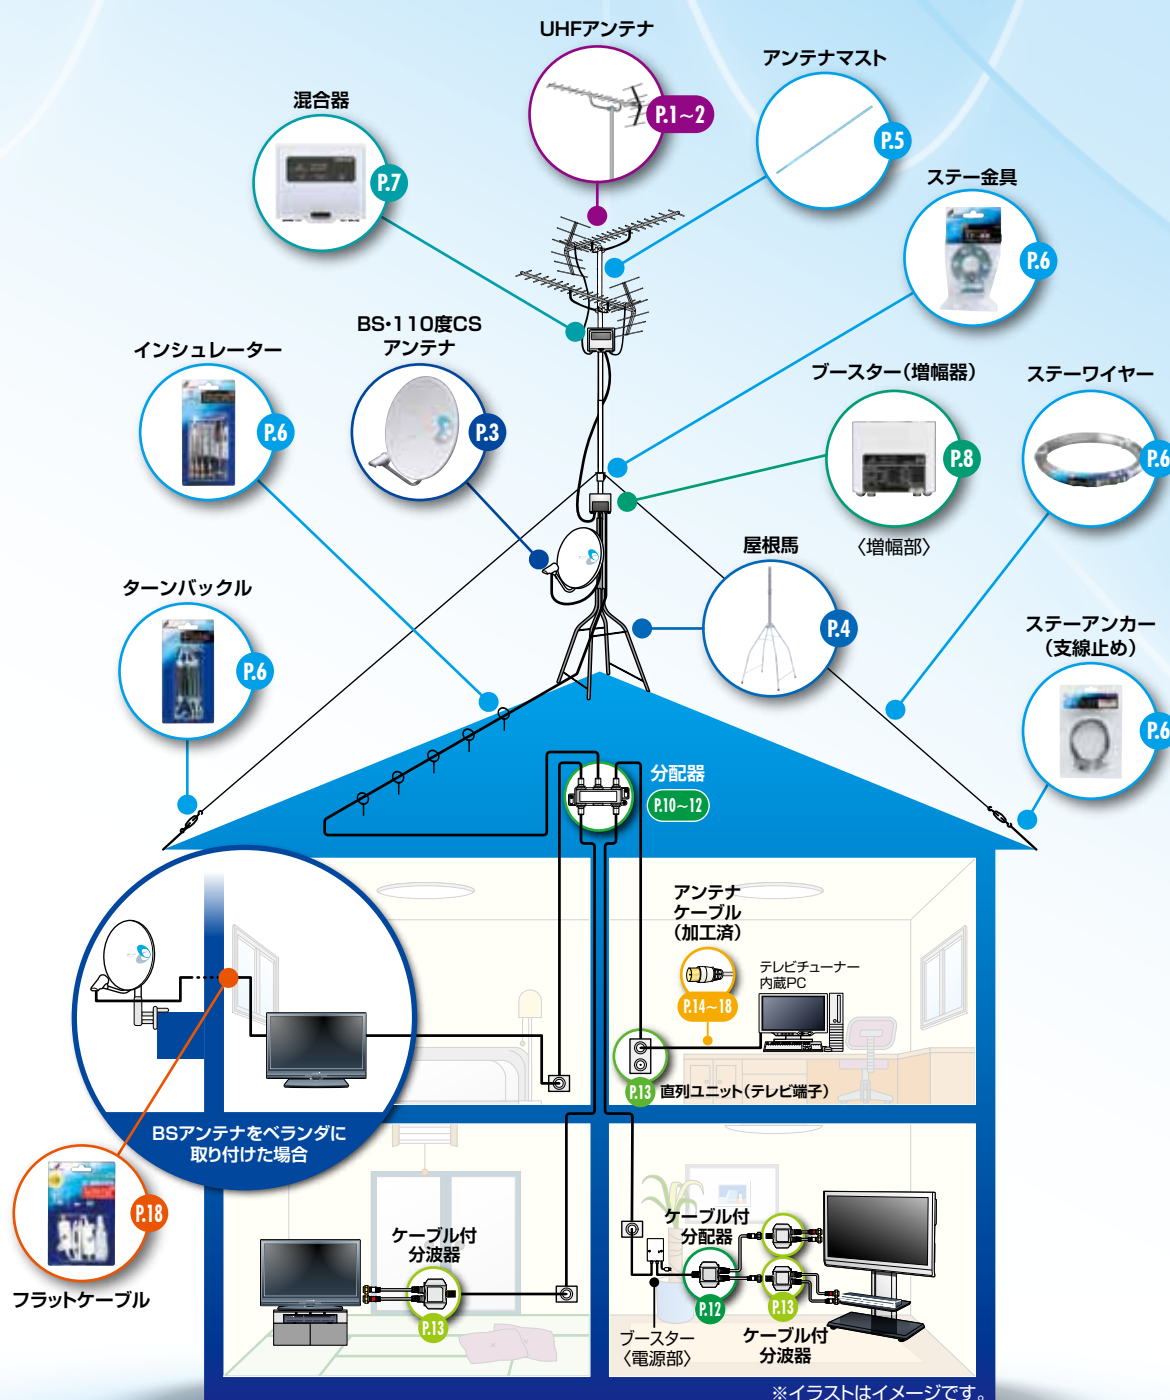 UHFアンテナ
P.1~2
アンテナマスト
P.5
混合器
P.7
ステー金具
P.6
BS・110度CS
アンテナ
P.3
インシュレーター
P.6
ブースター(増幅器)
P.8
〈増幅部〉
ステーワイヤー
P.6
屋根馬
P.4
ターンバックル
P.6
ステーアンカー
(支線止め)
P.6
分配器
P.10~12
アンテナ
ケーブル
(加工済)
P.14~18
テレビチューナー
内蔵PC
P.13
直列ユニット(テレビ端子)
BSアンテナをベランダに
取り付けた場合
P.18
フラットケーブル
ケーブル付
分波器
P.13
ケーブル付
分配器
P.12
P.13
ケーブル付
分波器
ブースター
〈電源部〉
※イラストはイメージです。